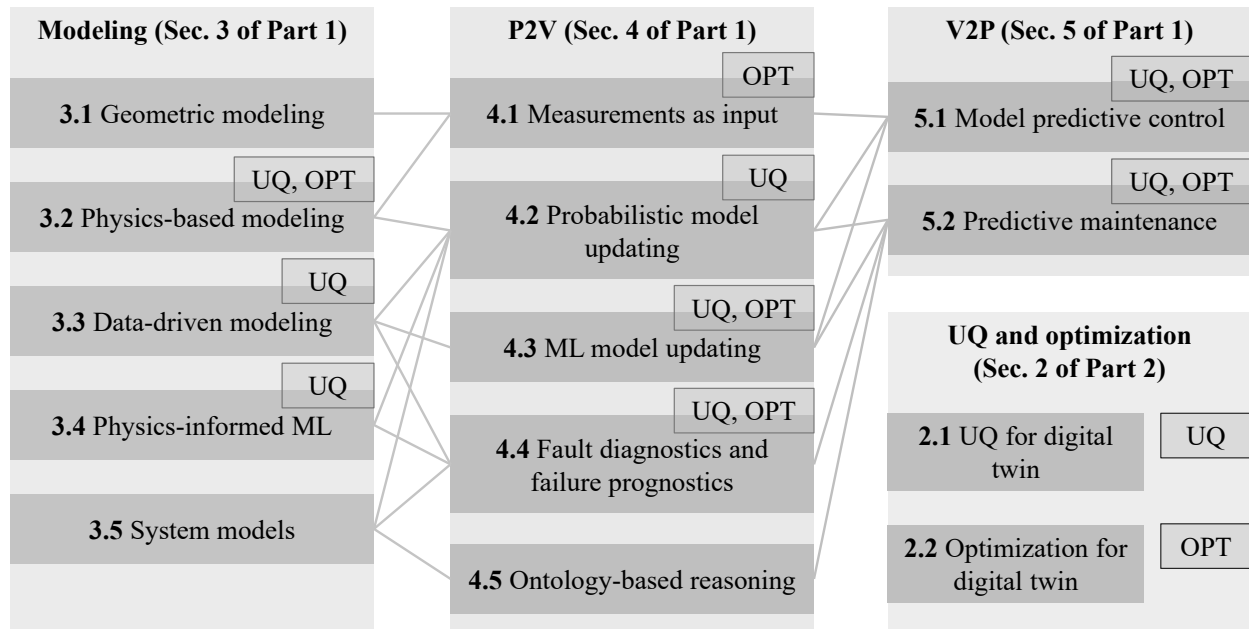 Modeling (Sec. 3 of Part 1)
3.1 Geometric modeling
UQ, OPT
3.2 Physics-based modeling
UQ
3.3 Data-driven modeling
UQ
3.4 Physics-informed ML
3.5 System models
P2V (Sec. 4 of Part 1)
OPT
4.1 Measurements as input
UQ
4.2 Probabilistic model
updating
UQ, OPT
4.3 ML model updating
UQ, OPT
4.4 Fault diagnostics and
failure prognostics
4.5 Ontology-based reasoning
V2P (Sec. 5 of Part 1)
UQ, OPT
5.1 Model predictive control
UQ, OPT
5.2 Predictive maintenance
UQ and optimization
(Sec. 2 of Part 2)
2.1 UQ for digital
twin
UQ
2.2 Optimization for
digital twin
OPT